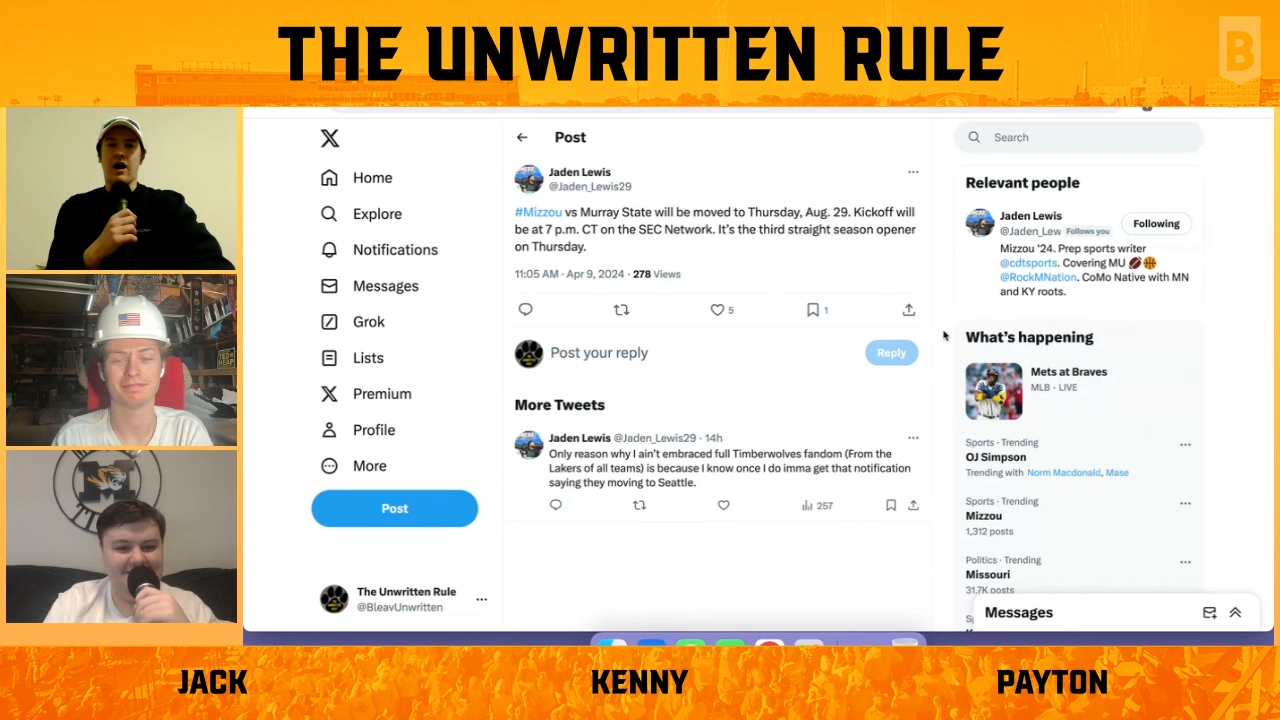 THE UNWRITTEN RULE
B
X
Home
Explore
Notifications
Messages
Grok
Lists
Premium
Profile
More
Post
The Unwritten Rule
@BleavUnwritten
Post
Jaden Lewis
@Jaden_Lewis29
#Mizzou vs Murray State will be moved to Thursday, Aug. 29. Kickoff will
be at 7 p.m. CT on the SEC Network. It's the third straight season opener
on Thursday.
11:05 AM · Apr 9, 2024 · 278 Views
5
1
Post your reply
Reply
More Tweets
Jaden Lewis @Jaden_Lewis29 · 14h
Only reason why I ain't embraced full Timberwolves fandom (From the
Lakers of all teams) is because I know once I do imma get that notification
saying they moving to Seattle.
257
Search
Relevant people
Jaden Lewis
@Jaden_Lew Follows you
Following
Mizzou '24. Prep sports writer
@cdtsports. Covering MU
@RockMNation. CoMo Native with MN
and KY roots.
What's happening
Mets at Braves
MLB · LIVE
Sports · Trending
OJ Simpson
Trending with Norm Macdonald, Mase
Sports · Trending
Mizzou
1,312 posts
Politics · Trending
Missouri
31.7K posts
Messages
JACK
KENNY
PAYTON